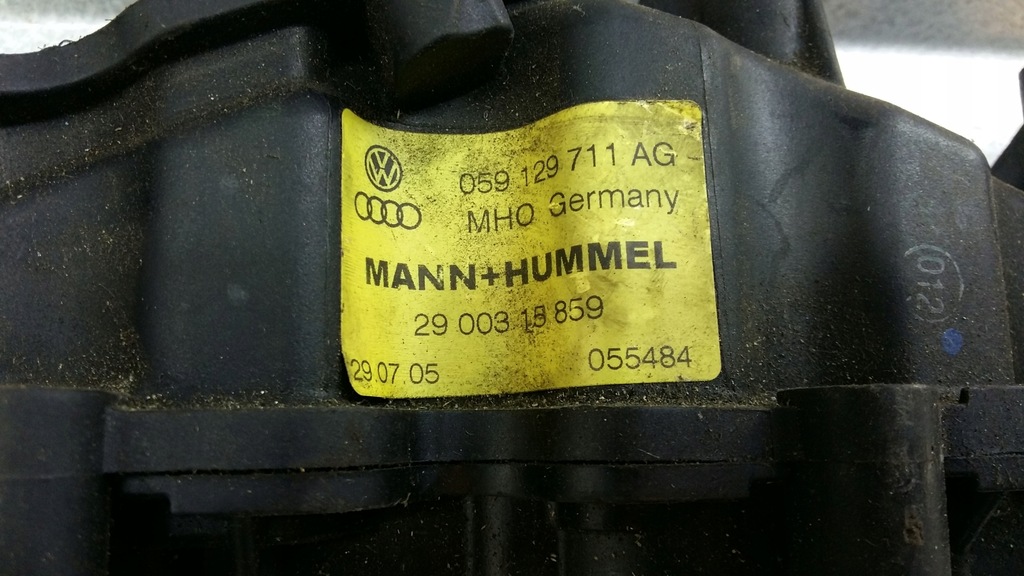 059 129 711 AG
MHO Germany
MANN+HUMMEL
29 003 15 859
29.07 05
055484
(012)